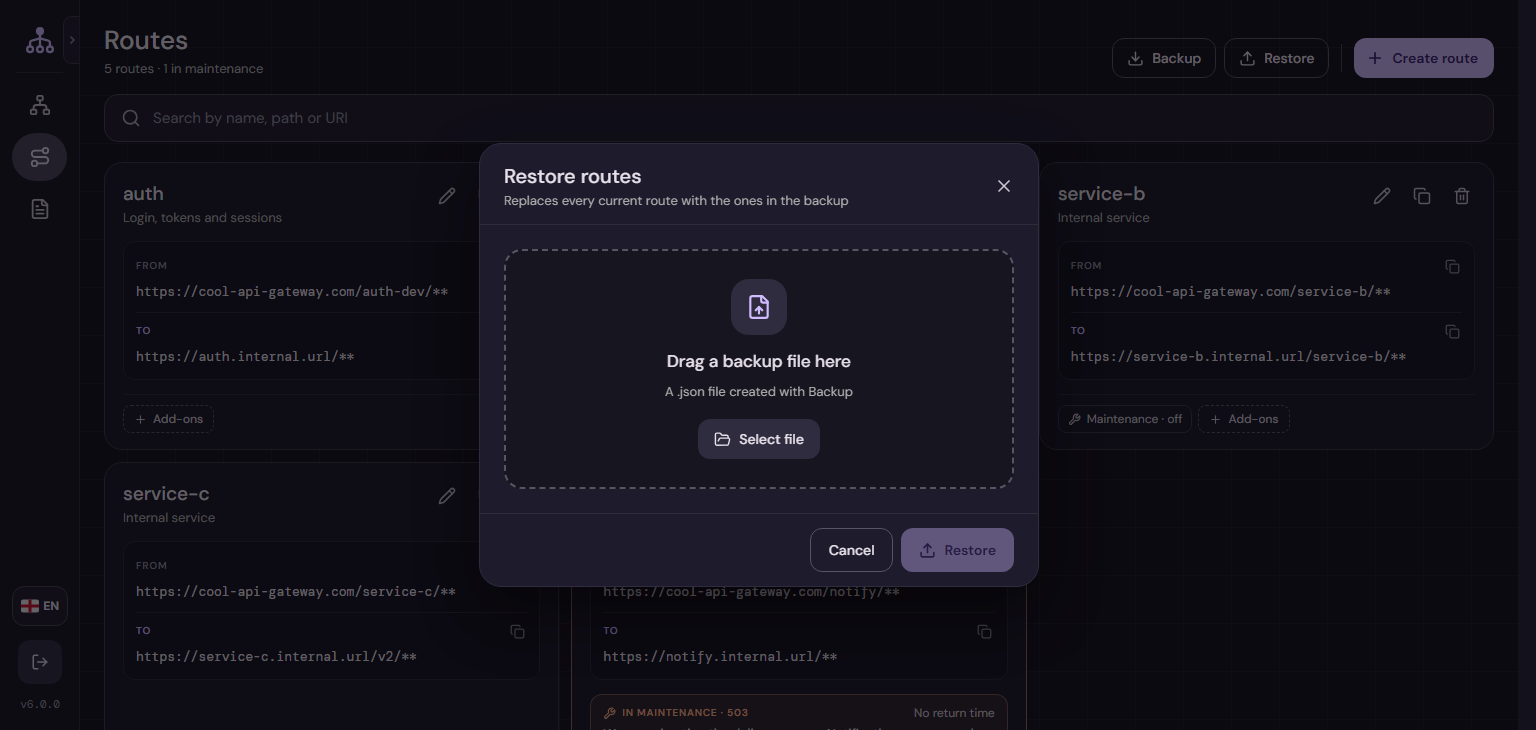 Routes
5 routes · 1 in maintenance
Backup
Restore
Create route
Search by name, path or URI
auth
Login, tokens and sessions
FROM
https://cool-api-gateway.com/auth-dev/**
TO
https://auth.internal.url/**
Add-ons
Restore routes
Replaces every current route with the ones in the backup
Drag a backup file here
A .json file created with Backup
Select file
Cancel
Restore
service-b
Internal service
FROM
https://cool-api-gateway.com/service-b/**
TO
https://service-b.internal.url/service-b/**
Maintenance · off
Add-ons
service-c
Internal service
FROM
https://cool-api-gateway.com/service-c/**
TO
https://service-c.internal.url/v2/**
https://cool-api-gateway.com/notify/**
TO
https://notify.internal.url/**
IN MAINTENANCE · 503
No return time
EN
v6.0.0